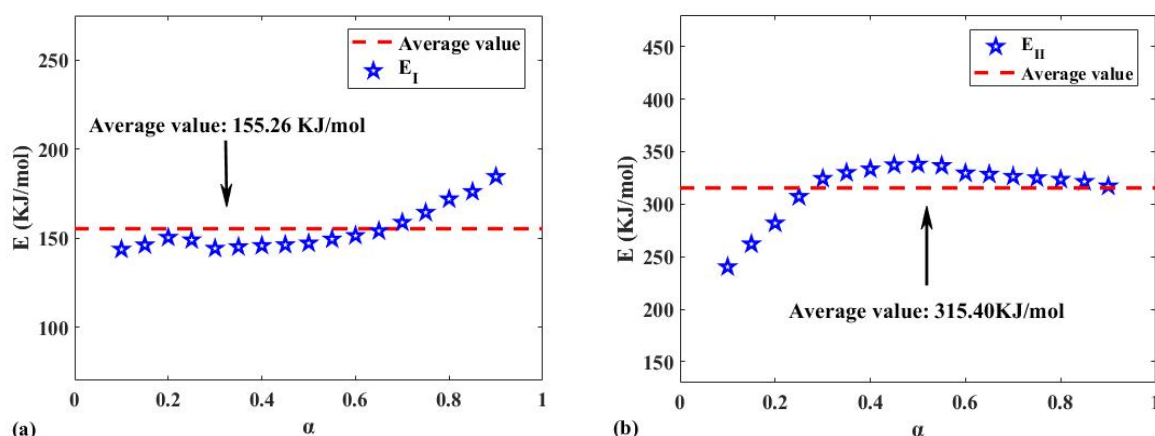 250
200
150
100
E (KJ/mol)
Average value
E_I
Average value: 155.26 KJ/mol
0 0.2 0.4 0.6 0.8 1
(a) α
450
400
350
300
250
200
150
E (KJ/mol)
E_II
Average value
Average value: 315.40KJ/mol
0 0.2 0.4 0.6 0.8 1
(b) α